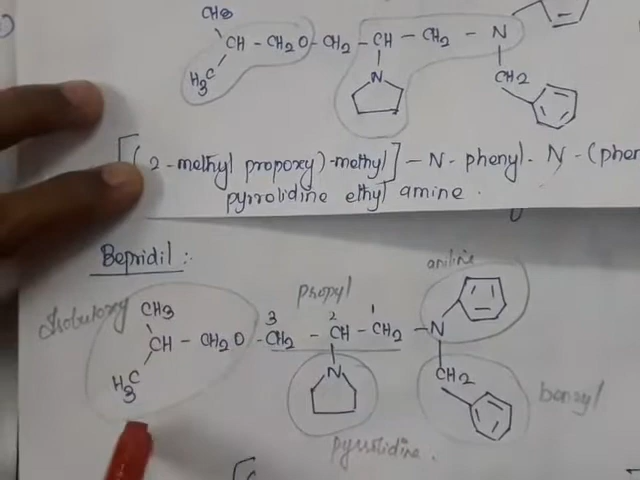 CH3
CH - CH2O - CH2 - CH - CH2 - N
H3C
N
CH2
[(2-methyl propoxy)-methyl] - N - phenyl - N - (phen
pyrrolidine ethyl amine.
Bepridil :-
aniline
propyl
Isobutoxy
CH3
3 2 1
CH - CH2O - CH2 - CH - CH2 - N
H3C
N
CH2
benzyl
pyrrolidine.